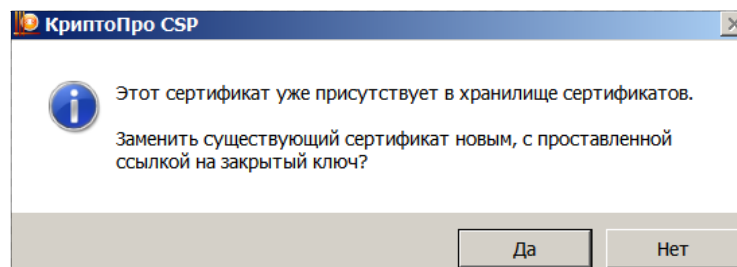 КриптоПро CSP
Этот сертификат уже присутствует в хранилище сертификатов.
Заменить существующий сертификат новым, с проставленной
ссылкой на закрытый ключ?
Да
Нет